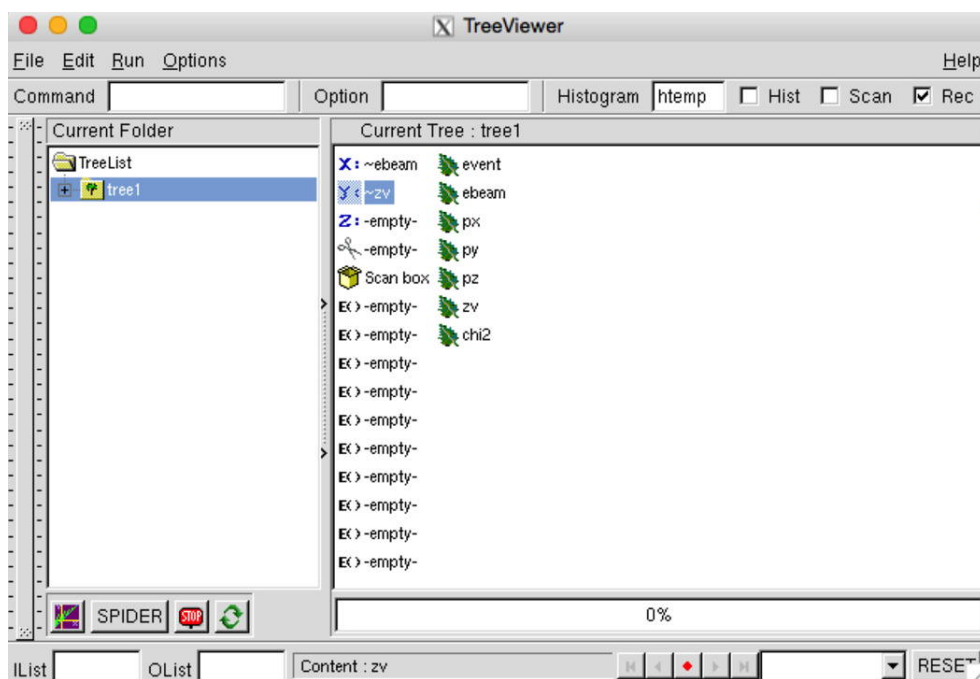 X TreeViewer
File Edit Run Options Help
Command Option Histogram htemp Hist Scan Rec
Current Folder
TreeList
tree1
Current Tree : tree1
X: ~ebeam event
Y: ~zv ebeam
Z: -empty- px
-empty- py
Scan box pz
E() -empty- zv
E() -empty- chi2
E() -empty-
E() -empty-
E() -empty-
E() -empty-
E() -empty-
E() -empty-
E() -empty-
E() -empty-
SPIDER STOP
0%
IList OList Content : zv RESET